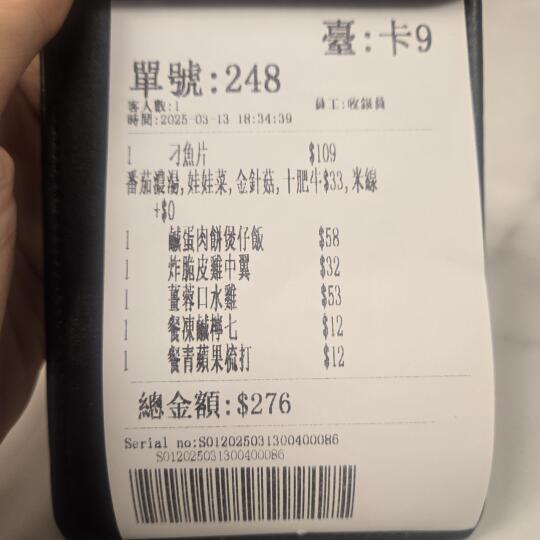 臺:卡9
單號:248
客人數:1 員工:收銀員
時間:2025-03-13 18:34:39
1 刁魚片 $109
番茄濃湯,娃娃菜,金針菇,十肥牛$33,米線
+$0
1 鹹蛋肉餅煲仔飯 $58
1 炸脆皮雞中翼 $32
1 薑蓉口水雞 $53
1 餐凍鹹檸七 $12
1 餐青蘋果梳打 $12
總金額:$276
Serial no:S012025031300400086
S012025031300400086